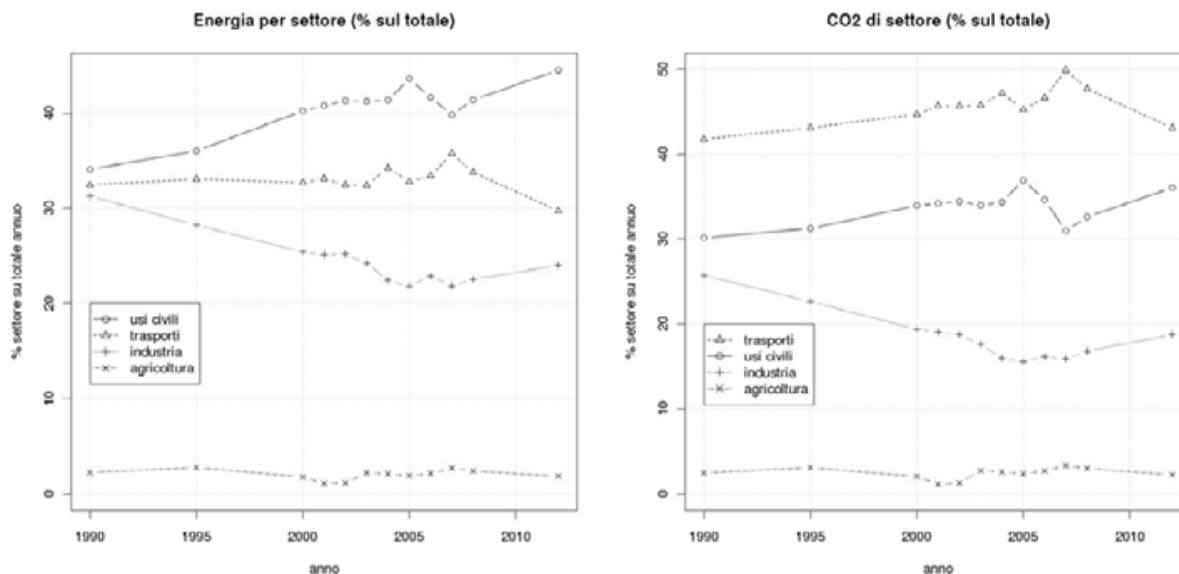 Energia per settore (% sul totale)
% settore su totale annuo
0
10
20
30
40
usi civili
trasporti
industria
agricoltura
1990
1995
2000
2005
2010
anno
CO2 di settore (% sul totale)
% settore su totale annuo
0
10
20
30
40
50
trasporti
usi civili
industria
agricoltura
1990
1995
2000
2005
2010
anno